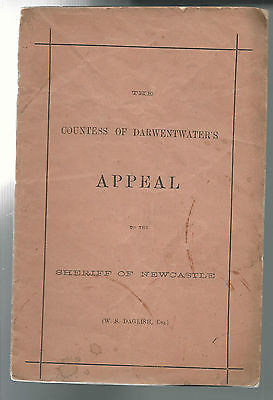 THE
COUNTESS OF DARWENTWATER'S
APPEAL
TO THE
SHERIFF OF NEWCASTLE
(W. S. DAGLISH, Esq.)